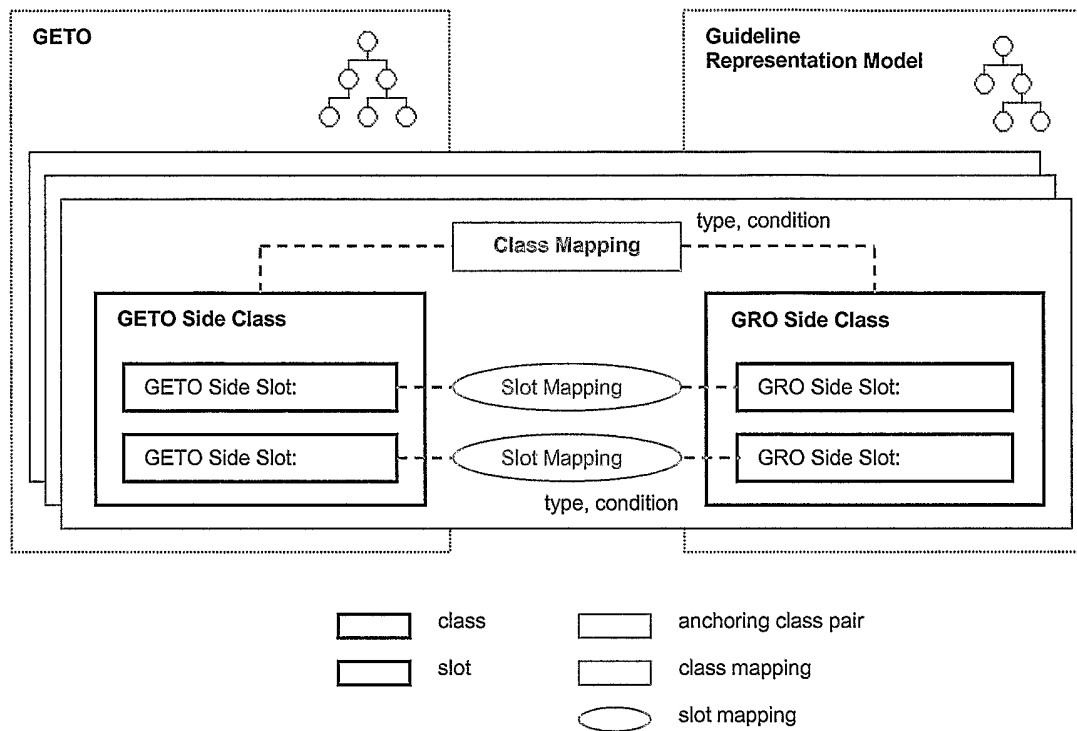 GETO
Guideline
Representation Model
type, condition
Class Mapping
GETO Side Class
GRO Side Class
GETO Side Slot:
Slot Mapping
GRO Side Slot:
GETO Side Slot:
Slot Mapping
GRO Side Slot:
type, condition
class
anchoring class pair
slot
class mapping
slot mapping